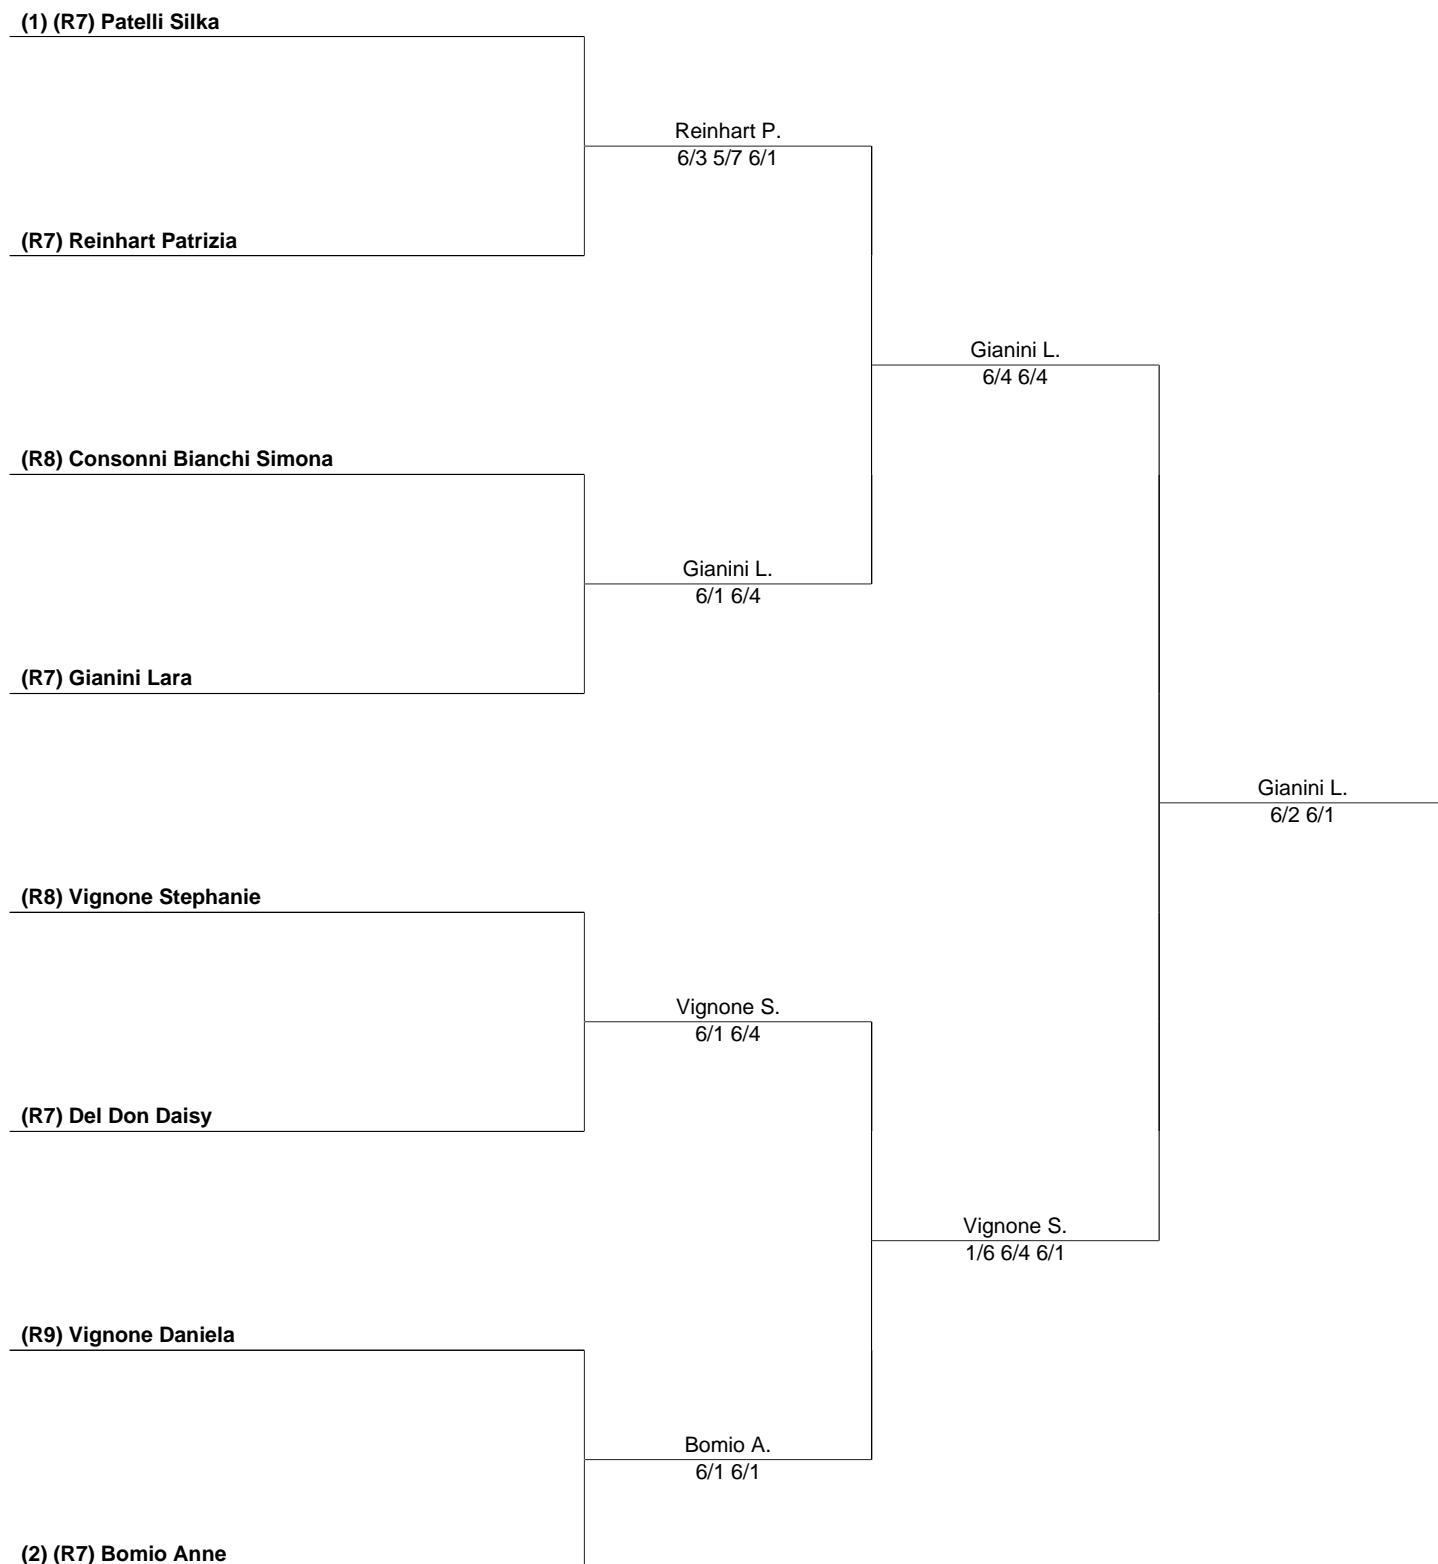 (1) (R7) Patelli Silka
Reinhart P.
6/3 5/7 6/1
(R7) Reinhart Patrizia
Gianini L.
6/4 6/4
(R8) Consonni Bianchi Simona
Gianini L.
6/1 6/4
(R7) Gianini Lara
Gianini L.
6/2 6/1
(R8) Vignone Stephanie
Vignone S.
6/1 6/4
(R7) Del Don Daisy
Vignone S.
1/6 6/4 6/1
(R9) Vignone Daniela
Bomio A.
6/1 6/1
(2) (R7) Bomio Anne